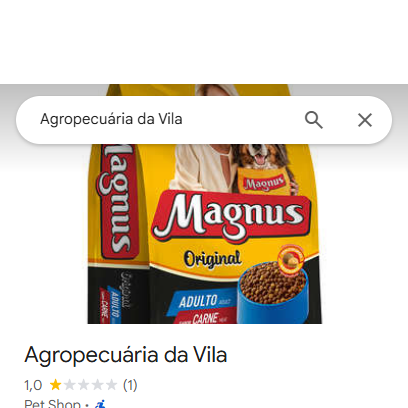 Agropecuária da Vila
Magnus
Magnus
Magnus
Original
Original
ADULTO
ADULTO
CARNE
Agropecuária da Vila
1,0 (1)
Pet Shop ·